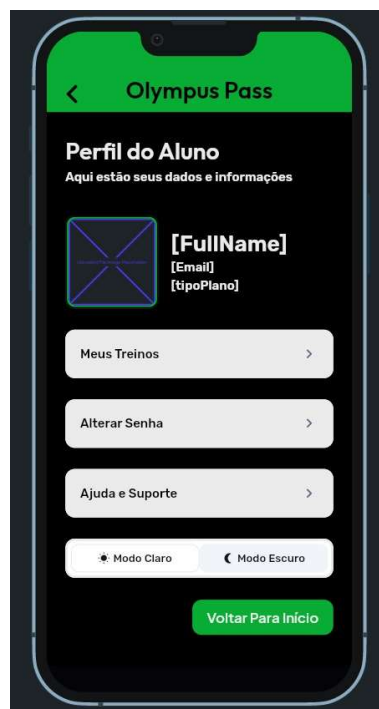 Olympus Pass
Perfil do Aluno
Aqui estão seus dados e informações
[FullName]
[Email]
[tipoPlano]
Meus Treinos
Alterar Senha
Ajuda e Suporte
Modo Claro
Modo Escuro
Voltar Para Início